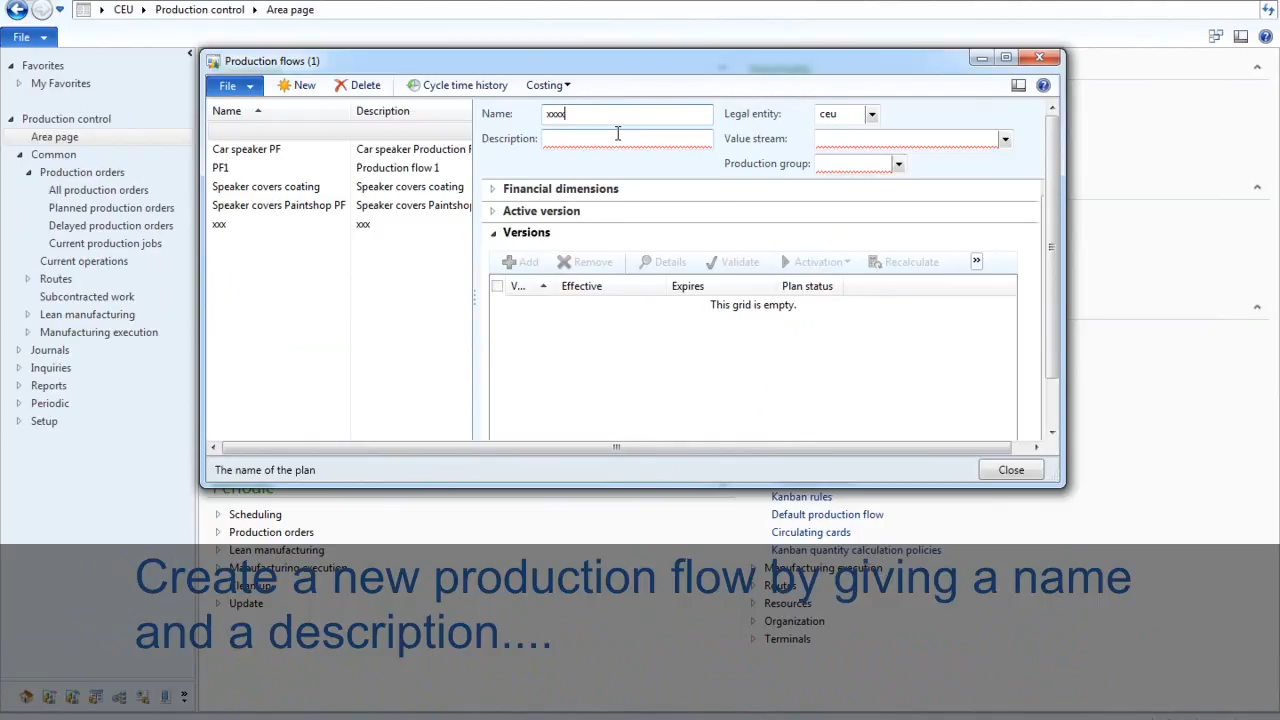 CEU
Production control
Area page
File
Favorites
My Favorites
Production control
Area page
Common
Production orders
All production orders
Planned production orders
Delayed production orders
Current production jobs
Current operations
Routes
Subcontracted work
Lean manufacturing
Manufacturing execution
Journals
Inquiries
Reports
Periodic
Setup
Production flows (1)
File
New
Delete
Cycle time history
Costing
Name
Description
Car speaker PF
Car speaker Production F
PF1
Production flow 1
Speaker covers coating
Speaker covers coating
Speaker covers Paintshop PF
Speaker covers Paintshop
xxx
xxx
Name:
xxxx
Legal entity:
ceu
Description:
Value stream:
Production group:
Financial dimensions
Active version
Versions
Add
Remove
Details
Validate
Activation
Recalculate
»
V...
Effective
Expires
Plan status
This grid is empty.
The name of the plan
Close
Periodic
Scheduling
Production orders
Lean manufacturing
Cleanup
Update
Kanban rules
Default production flow
Circulating cards
Kanban quantity calculation policies
Manufacturing execution
Routes
Resources
Organization
Terminals
Create a new production flow by giving a name
and a description....
»